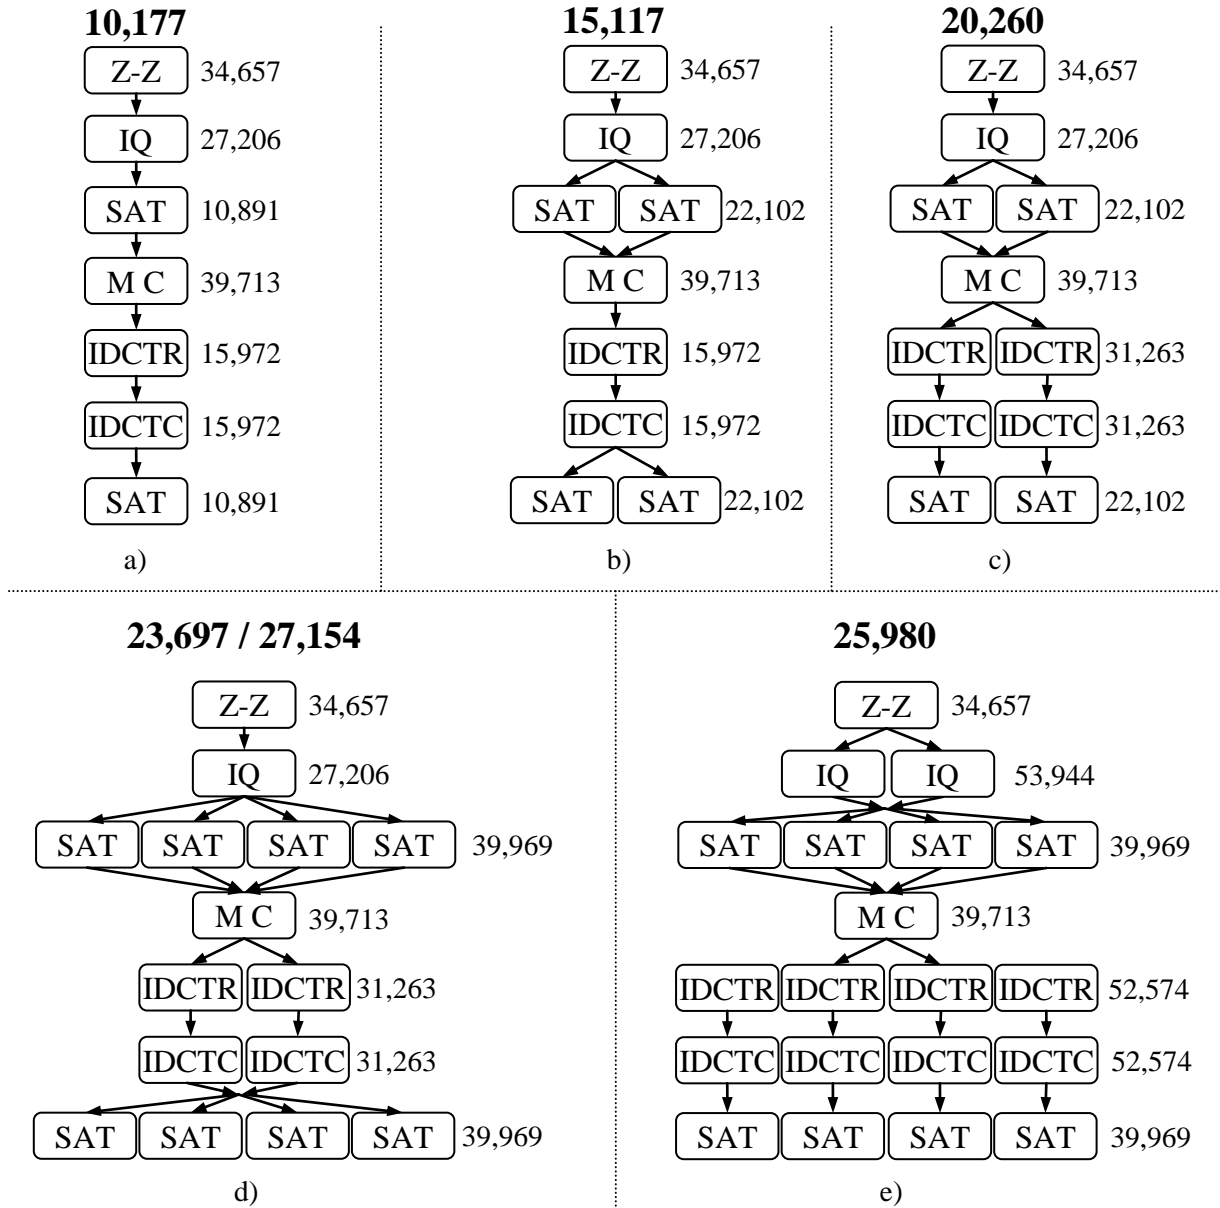 10,177
Z-Z 34,657
IQ 27,206
SAT 10,891
M C 39,713
IDCTR 15,972
IDCTC 15,972
SAT 10,891
a)
15,117
Z-Z 34,657
IQ 27,206
SAT SAT 22,102
M C 39,713
IDCTR 15,972
IDCTC 15,972
SAT SAT 22,102
b)
20,260
Z-Z 34,657
IQ 27,206
SAT SAT 22,102
M C 39,713
IDCTR IDCTR 31,263
IDCTC IDCTC 31,263
SAT SAT 22,102
c)
23,697 / 27,154
Z-Z 34,657
IQ 27,206
SAT SAT SAT SAT 39,969
M C 39,713
IDCTR IDCTR 31,263
IDCTC IDCTC 31,263
SAT SAT SAT SAT 39,969
d)
25,980
Z-Z 34,657
IQ IQ 53,944
SAT SAT SAT SAT 39,969
M C 39,713
IDCTR IDCTR IDCTR IDCTR 52,574
IDCTC IDCTC IDCTC IDCTC 52,574
SAT SAT SAT SAT 39,969
e)